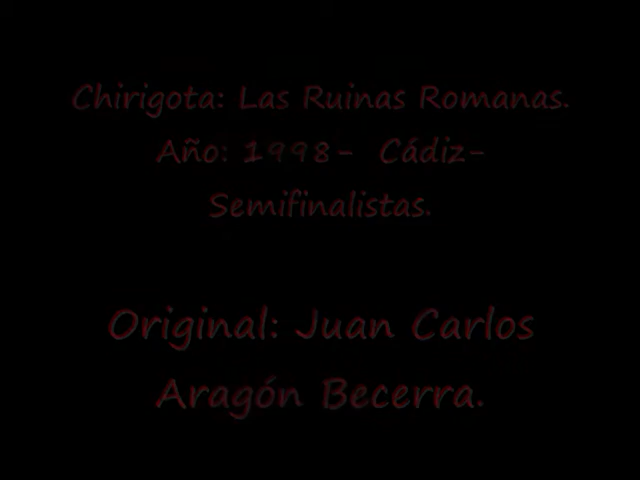 Chirigota: Las Ruinas Romanas.
Año: 1998- Cádiz-
Semifinalistas.
Original: Juan Carlos
Aragón Becerra.